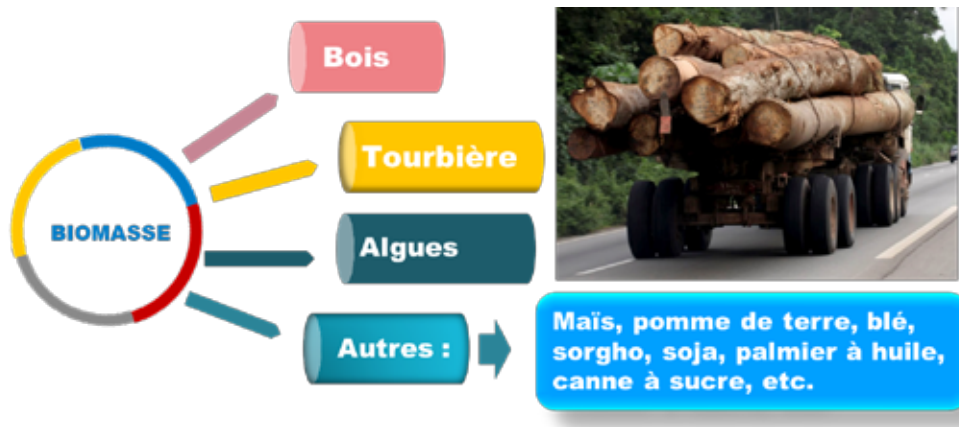 Bois
Tourbière
BIOMASSE
Algues
Autres :
Maïs, pomme de terre, blé,
sorgho, soja, palmier à huile,
canne à sucre, etc.